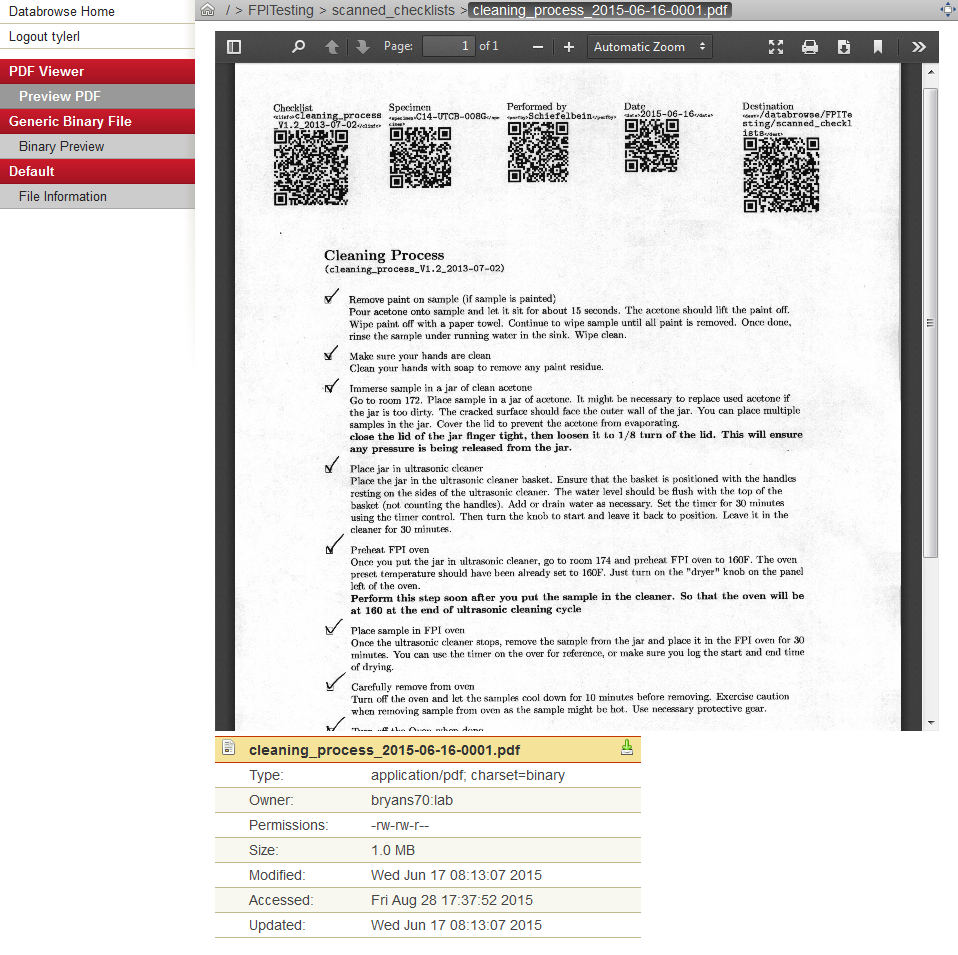 Databrowse Home
Logout tylerl
PDF Viewer
Preview PDF
Generic Binary File
Binary Preview
Default
File Information
/ > FPITesting > scanned_checklists > cleaning_process_2015-06-16-0001.pdf
Page: 1 of 1
Automatic Zoom
Checklist
<clinfo>cleaning_process
_V1.2_2013-07-02</clinfo>
Specimen
<specimen>C14-UTCB-008G</spe
cimen>
Performed by
<perfby>Schiefelbein</perfby>
Date
<date>2015-06-16</date>
Destination
<dest>/databrowse/FPITe
sting/scanned_checkl
ists</dest>
Cleaning Process
(cleaning_process_V1.2_2013-07-02)
Remove paint on sample (if sample is painted)
Pour acetone onto sample and let it sit for about 15 seconds. The acetone should lift the paint off.
Wipe paint off with a paper towel. Continue to wipe sample until all paint is removed. Once done,
rinse the sample under running water in the sink. Wipe clean.
Make sure your hands are clean
Clean your hands with soap to remove any paint residue.
Immerse sample in a jar of clean acetone
Go to room 172. Place sample in a jar of acetone. It might be necessary to replace used acetone if
the jar is too dirty. The cracked surface should face the outer wall of the jar. You can place multiple
samples in the jar. Cover the lid to prevent the acetone from evaporating.
close the lid of the jar finger tight, then loosen it to 1/8 turn of the lid. This will ensure
any pressure is being released from the jar.
Place jar in ultrasonic cleaner
Place the jar in the ultrasonic cleaner basket. Ensure that the basket is positioned with the handles
resting on the sides of the ultrasonic cleaner. The water level should be flush with the top of the
basket (not counting the handles). Add or drain water as necessary. Set the timer for 30 minutes
using the timer control. Then turn the knob to start and leave it back to position. Leave it in the
cleaner for 30 minutes.
Preheat FPI oven
Once you put the jar in ultrasonic cleaner, go to room 174 and preheat FPI oven to 160F. The oven
preset temperature should have been already set to 160F. Just turn on the "dryer" knob on the panel
left of the oven.
Perform this step soon after you put the sample in the cleaner. So that the oven will be
at 160 at the end of ultrasonic cleaning cycle
Place sample in FPI oven
Once the ultrasonic cleaner stops, remove the sample from the jar and place it in the FPI oven for 30
minutes. You can use the timer on the over for reference, or make sure you log the start and end time
of drying.
Carefully remove from oven
Turn off the oven and let the samples cool down for 10 minutes before removing. Exercise caution
when removing sample from oven as the sample might be hot. Use necessary protective gear.
Turn off the Oven when done
cleaning_process_2015-06-16-0001.pdf
Type: application/pdf; charset=binary
Owner: bryans70:lab
Permissions: -rw-rw-r--
Size: 1.0 MB
Modified: Wed Jun 17 08:13:07 2015
Accessed: Fri Aug 28 17:37:52 2015
Updated: Wed Jun 17 08:13:07 2015